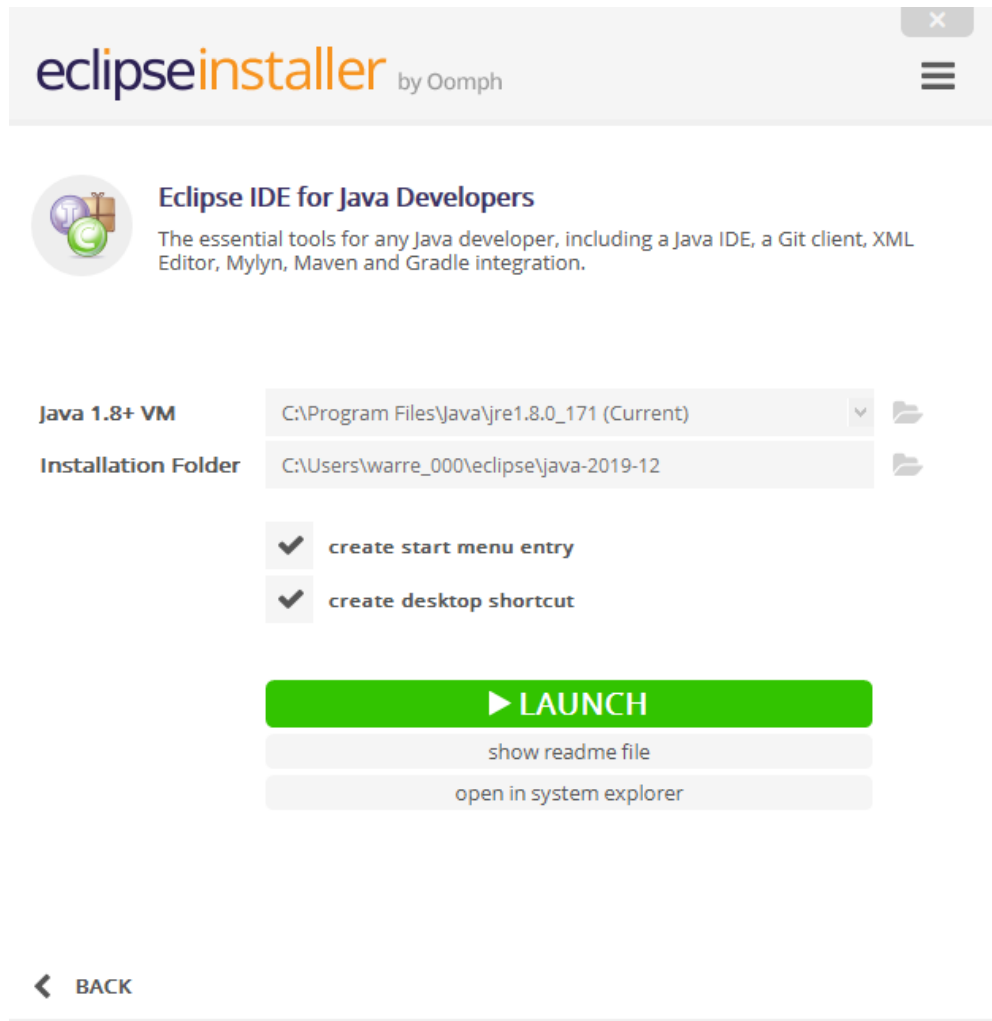 eclipseinstaller by Oomph
Eclipse IDE for Java Developers
The essential tools for any Java developer, including a Java IDE, a Git client, XML
Editor, Mylyn, Maven and Gradle integration.
Java 1.8+ VM C:\Program Files\Java\jre1.8.0_171 (Current)
Installation Folder C:\Users\warre_000\eclipse\java-2019-12
create start menu entry
create desktop shortcut
LAUNCH
show readme file
open in system explorer
BACK